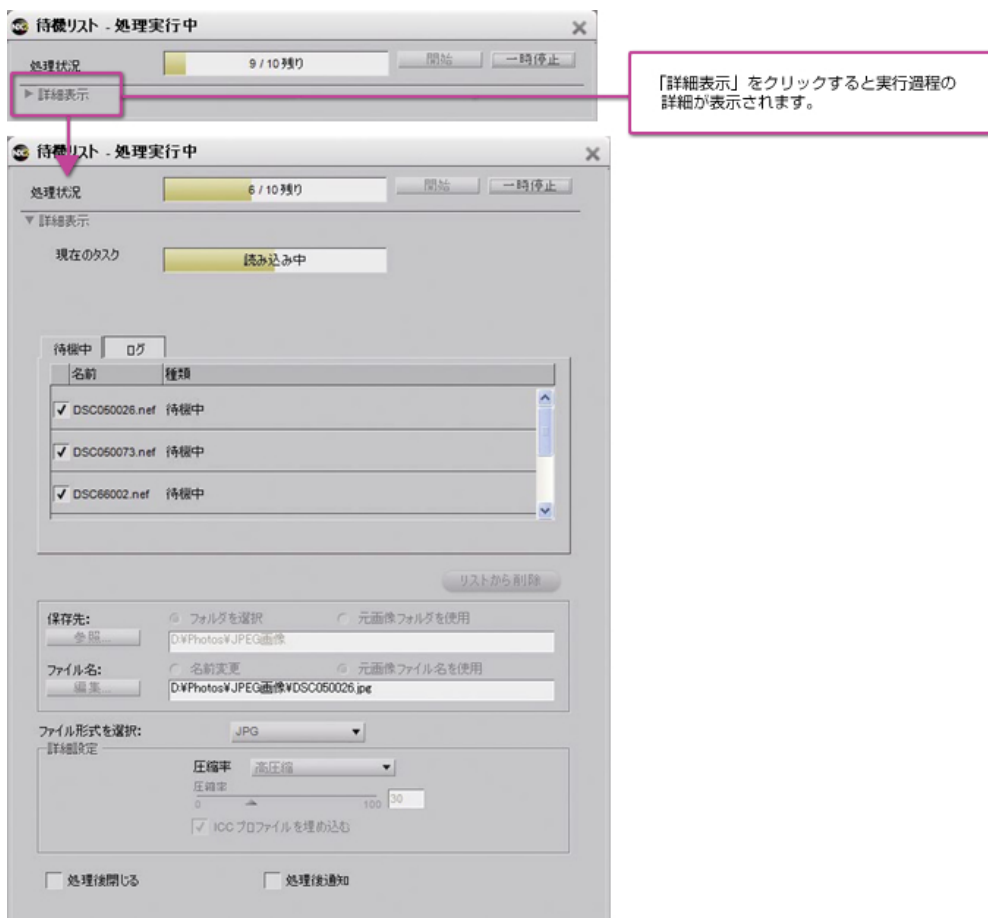 待機リスト - 処理実行中
処理状況
9 / 10 残り
開始
一時停止
詳細表示
「詳細表示」をクリックすると実行過程の
詳細が表示されます。
待機リスト - 処理実行中
処理状況
6 / 10 残り
開始
一時停止
詳細表示
現在のタスク
読み込み中
待機中 ログ
名前 種類
DSC050026.nef 待機中
DSC050073.nef 待機中
DSC66002.nef 待機中
リストから削除
保存先: フォルダを選択 元画像フォルダを使用
参照... D:¥Photos¥JPEG画像
ファイル名: 名前変更 元画像ファイル名を使用
編集... D:¥Photos¥JPEG画像¥DSC050026.jpg
ファイル形式を選択: JPG
詳細設定
圧縮率 高圧縮
圧縮率
0 100 30
ICC プロファイルを埋め込む
処理後閉じる 処理後通知